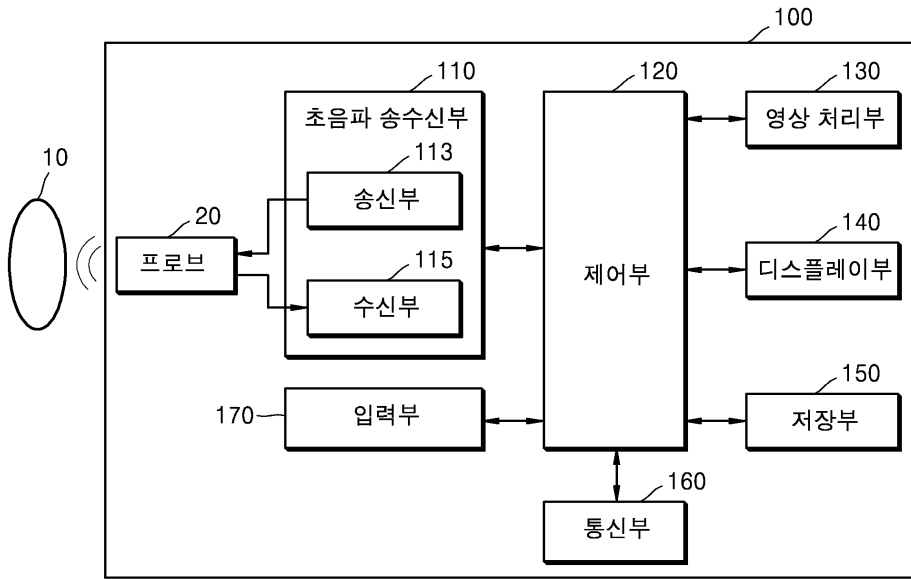 100
110
초음파 송수신부
120
130
영상 처리부
10
113
송신부
20
프로브
115
수신부
제어부
140
디스플레이부
170
입력부
150
저장부
160
통신부